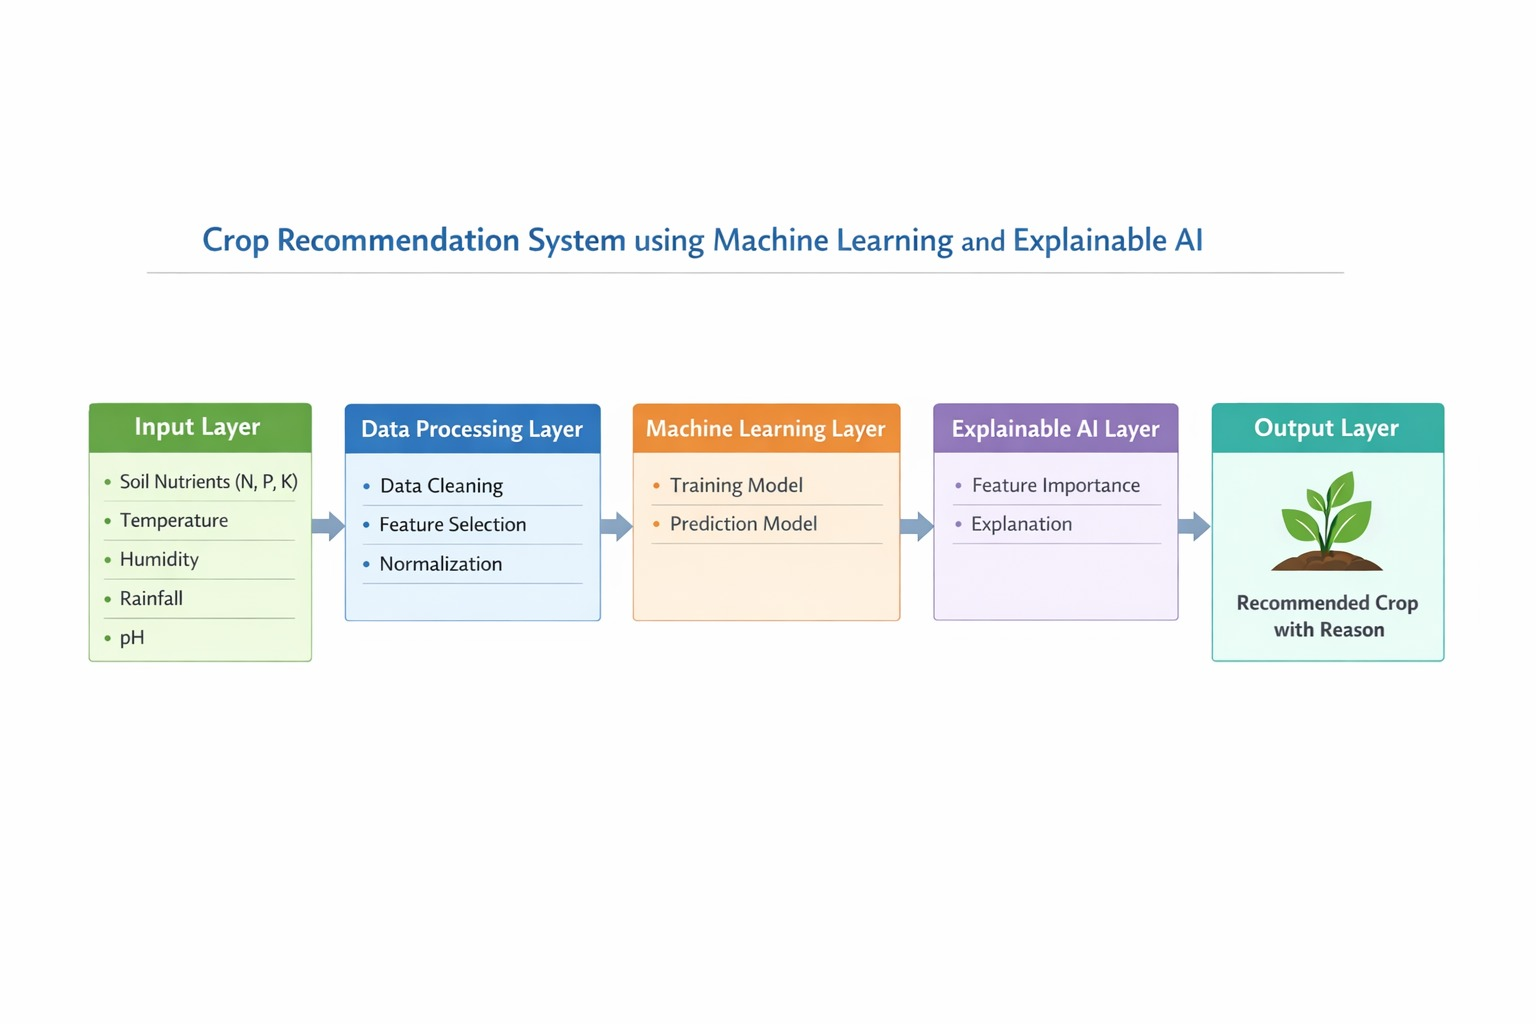 Crop Recommendation System using Machine Learning and Explainable AI
Input Layer
• Soil Nutrients (N, P, K)
• Temperature
• Humidity
• Rainfall
• pH
Data Processing Layer
• Data Cleaning
• Feature Selection
• Normalization
Machine Learning Layer
• Training Model
• Prediction Model
Explainable AI Layer
• Feature Importance
• Explanation
Output Layer
Recommended Crop
with Reason